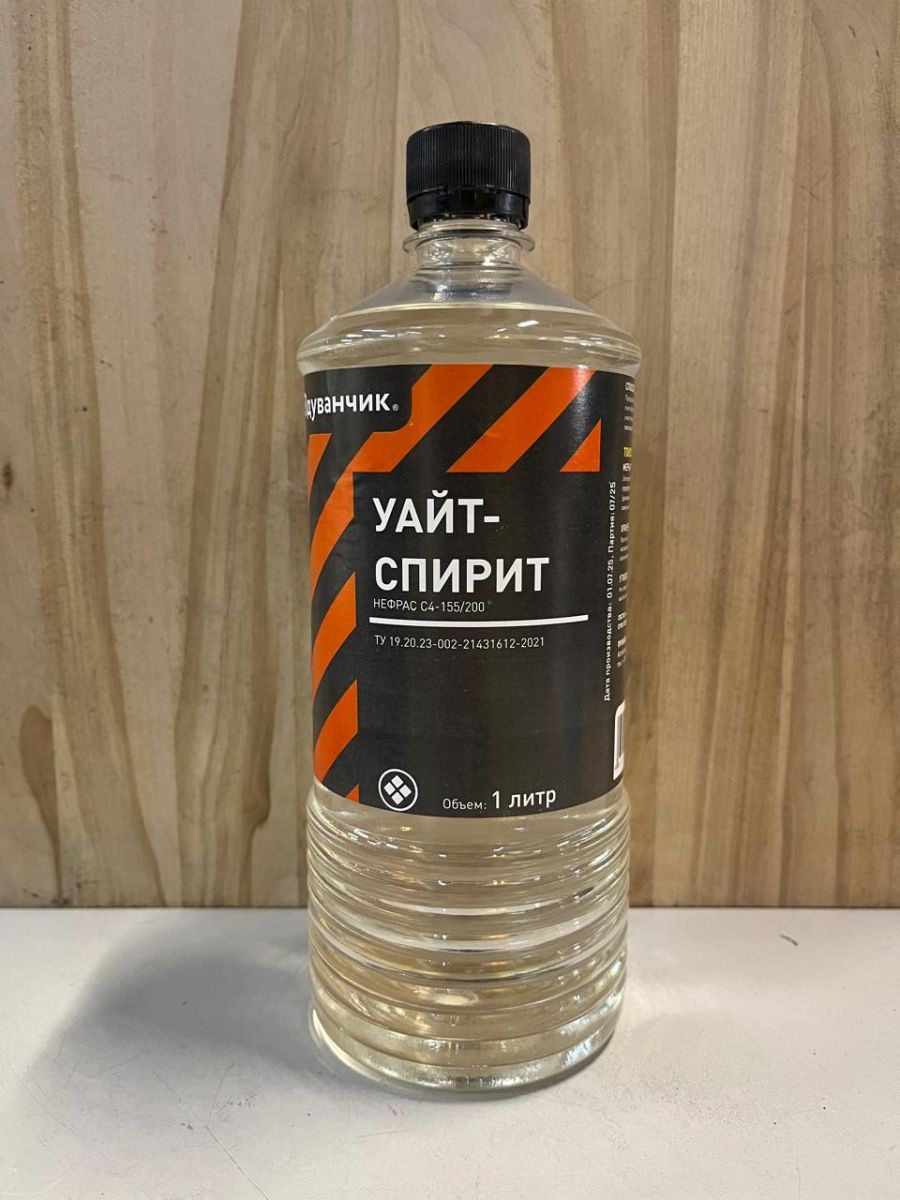 дуванчик®
УАЙТ-
СПИРИТ
НЕФРАС С4-155/200
ТУ 19.20.23-002-21431612-2021
Объем: 1 литр
Дата производства: 01.07.25. Партия: 07/25